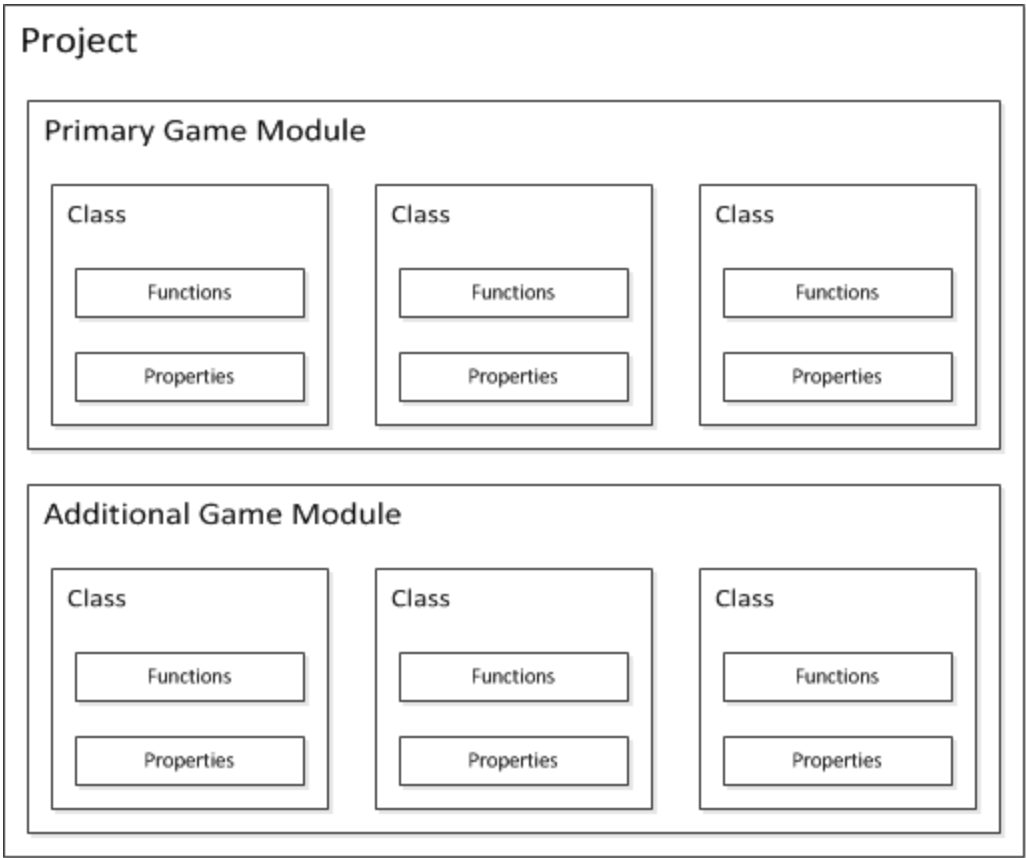 Project
Primary Game Module
Class Class Class
Functions Functions Functions
Properties Properties Properties
Additional Game Module
Class Class Class
Functions Functions Functions
Properties Properties Properties